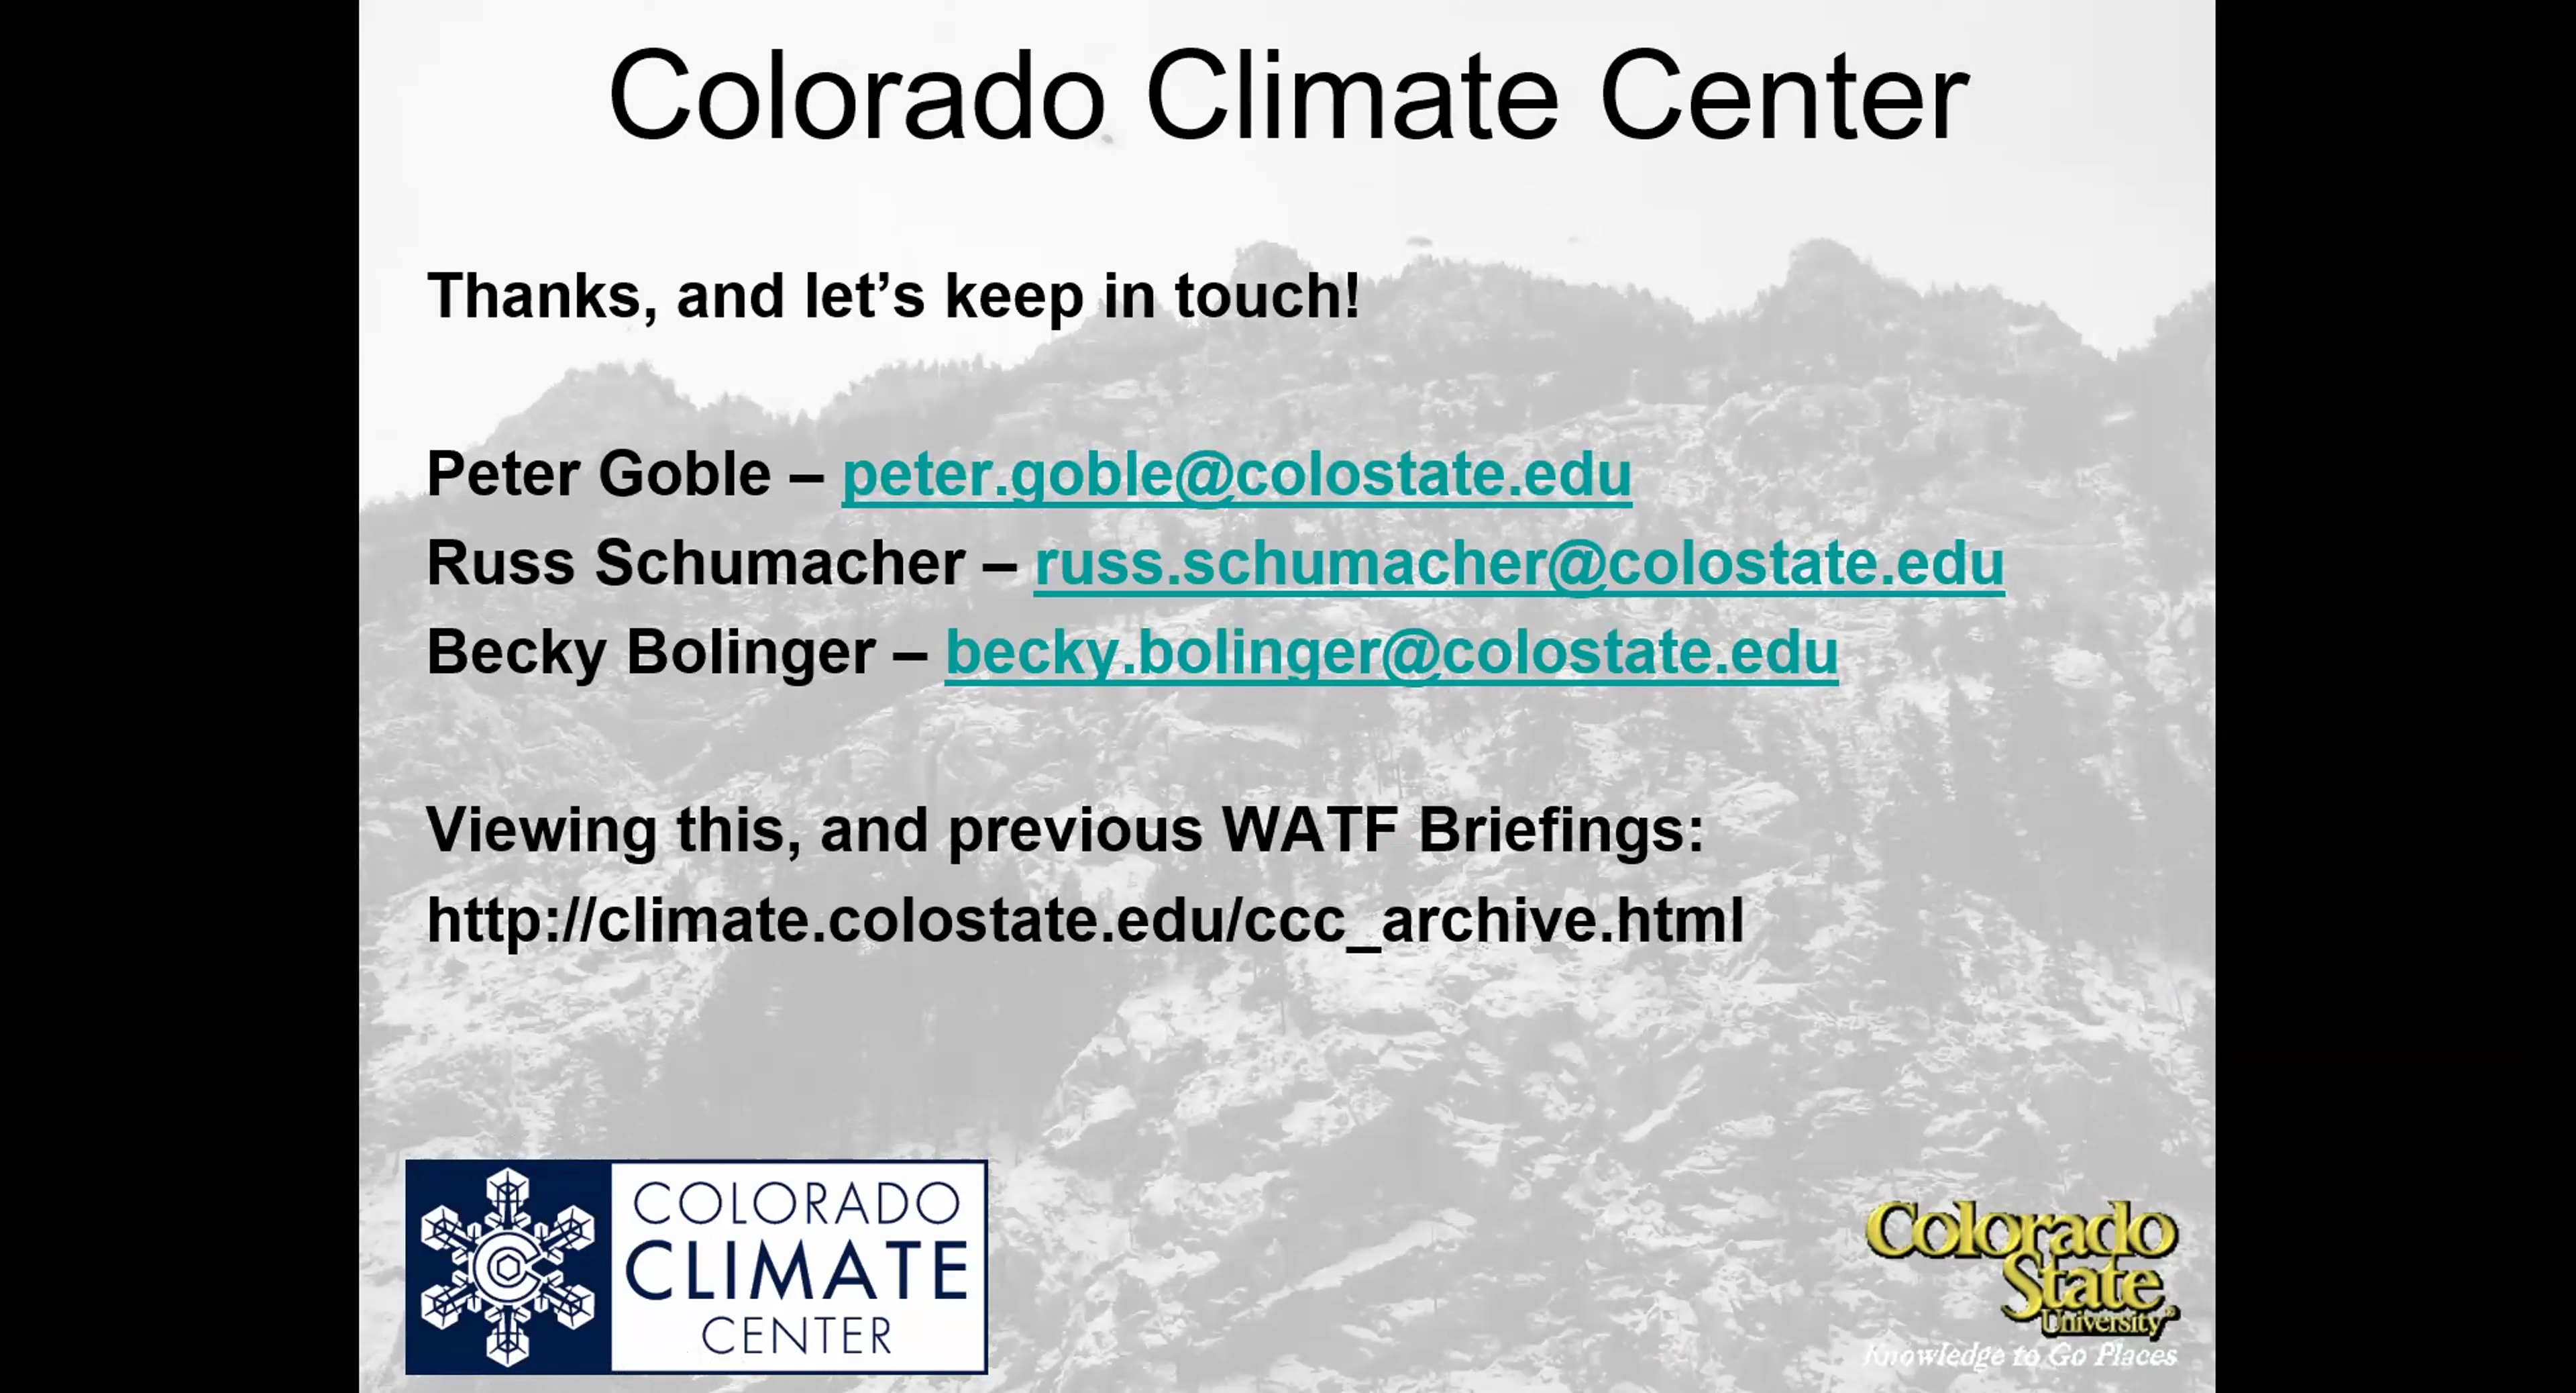 Colorado Climate Center
Thanks, and let’s keep in touch!
Peter Goble – peter.goble@colostate.edu
Russ Schumacher – russ.schumacher@colostate.edu
Becky Bolinger – becky.bolinger@colostate.edu
Viewing this, and previous WATF Briefings:
http://climate.colostate.edu/ccc_archive.html
COLORADO
CLIMATE
CENTER
Colorado
State
University
Knowledge to Go Places